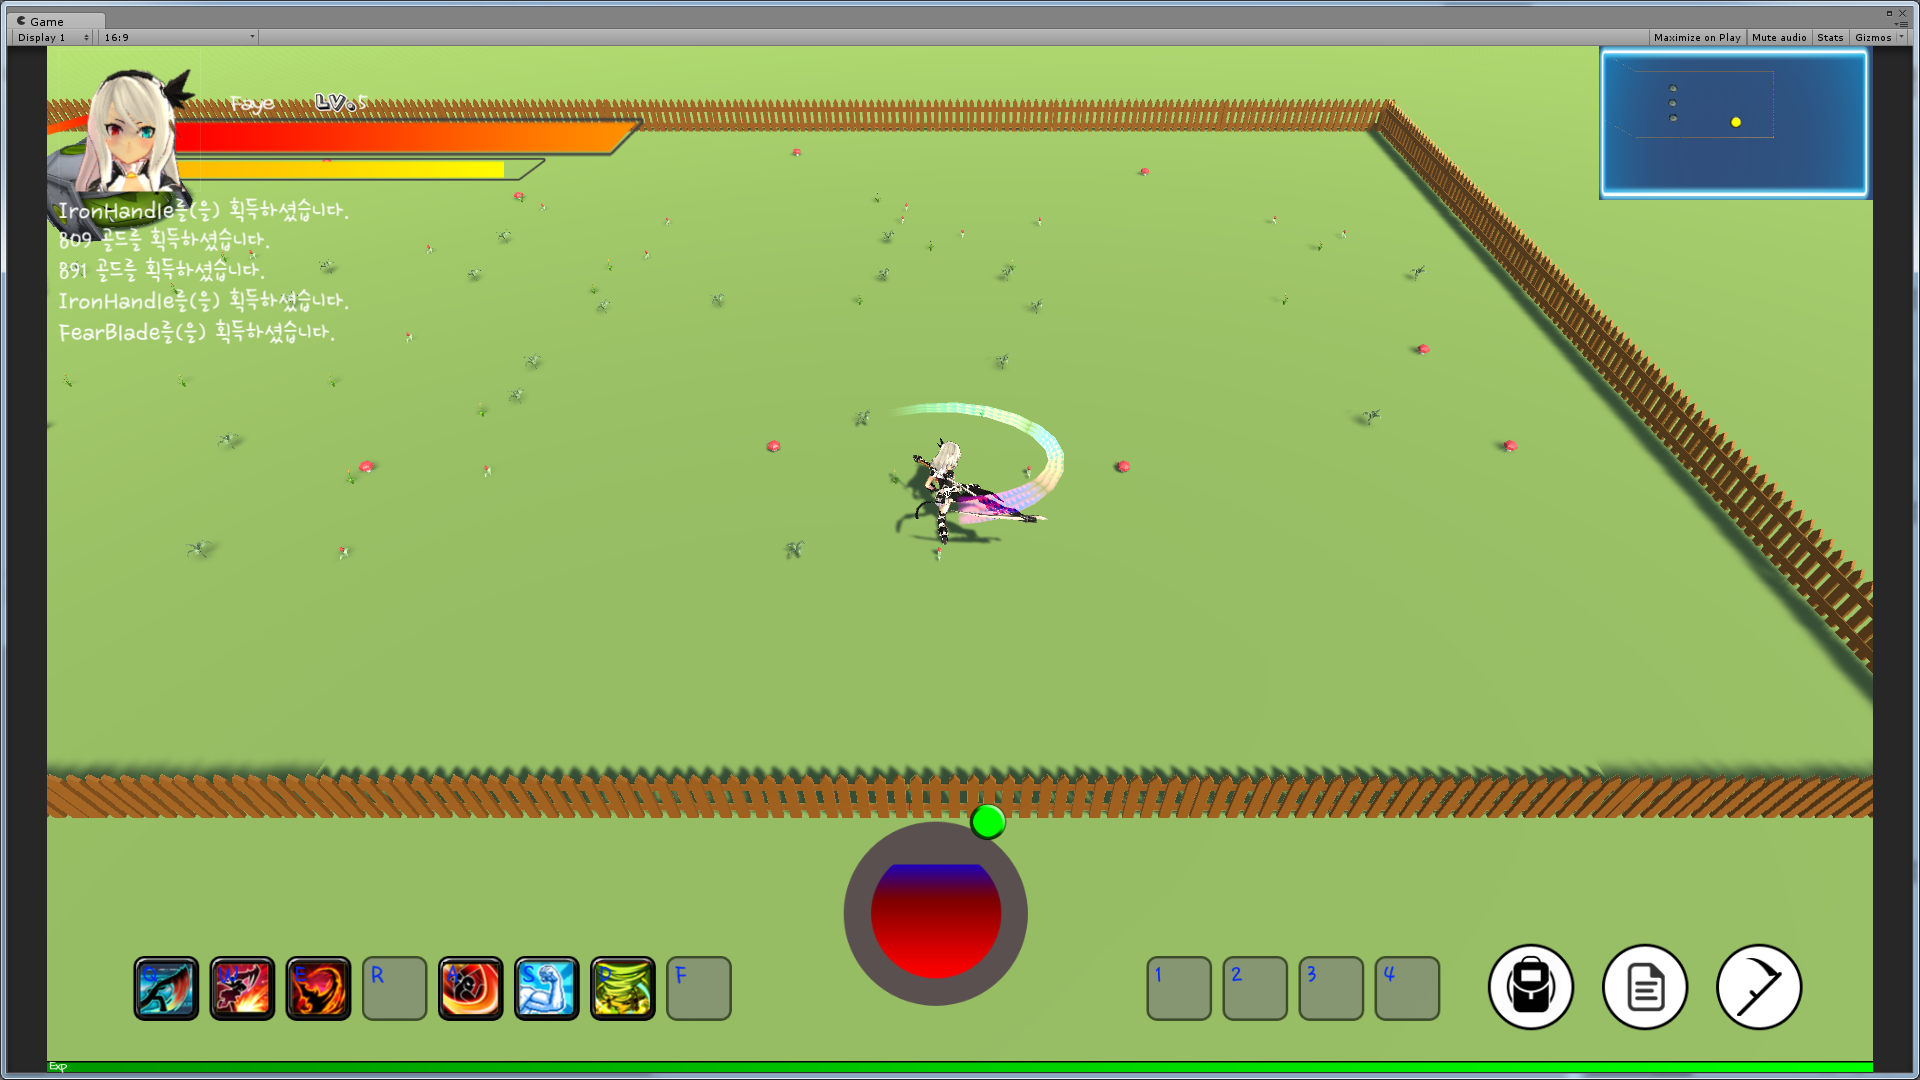 Game
Display 1
16:9
Maximize on Play
Mute audio
Stats
Gizmos
Faye LV.5
IronHandle를(을) 획득하셨습니다.
809 골드를 획득하셨습니다.
891 골드를 획득하셨습니다.
IronHandle를(을) 획득하셨습니다.
FearBlade를(을) 획득하셨습니다.
Q
W
E
R
A
S
D
F
1
2
3
4
Exp